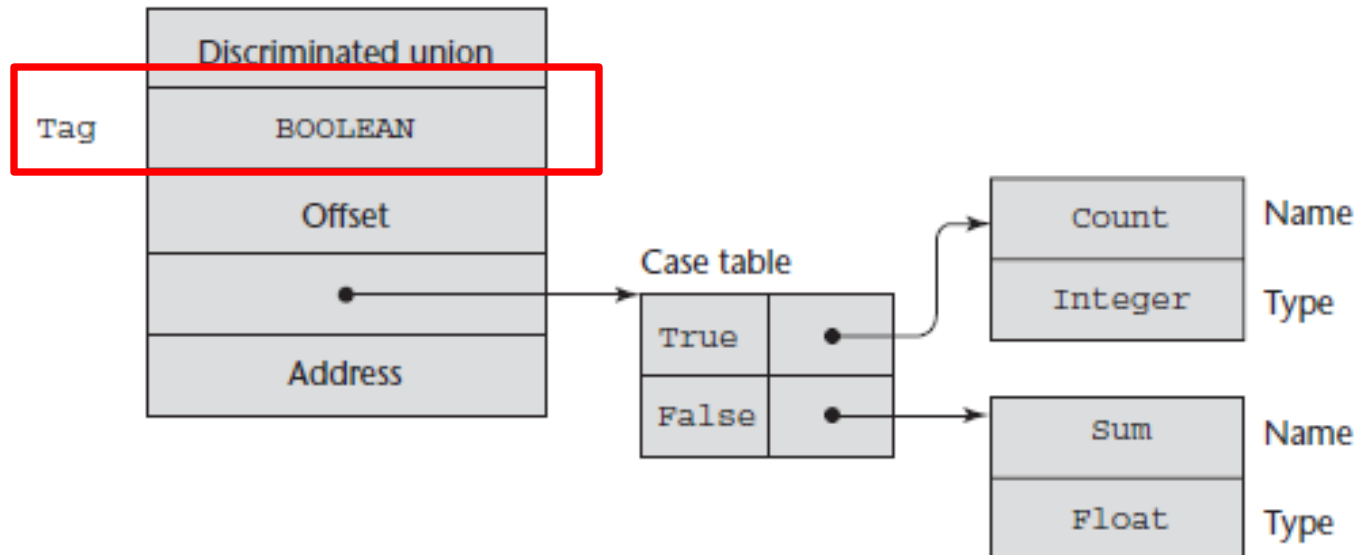 Discriminated union
Tag BOOLEAN
Offset
Address
Case table
True
False
Count Name
Integer Type
Sum Name
Float Type